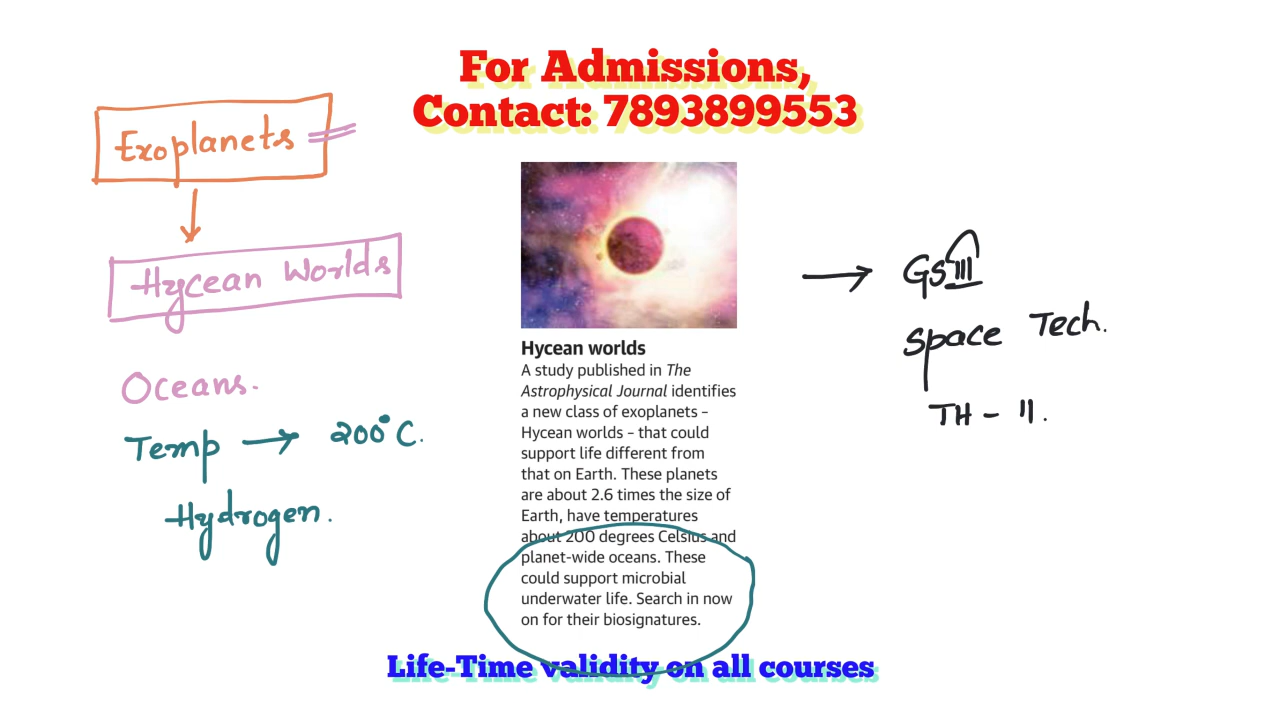 For Admissions,
Contact: 7893899553
Exoplanets
Hycean Worlds
Oceans.
Temp → 200°C.
Hydrogen.
Hycean worlds
A study published in The
Astrophysical Journal identifies
a new class of exoplanets –
Hycean worlds – that could
support life different from
that on Earth. These planets
are about 2.6 times the size of
Earth, have temperatures
about 200 degrees Celsius and
planet-wide oceans. These
could support microbial
underwater life. Search in now
on for their biosignatures.
→ GSIII
Space Tech.
TH - 11.
Life-Time validity on all courses